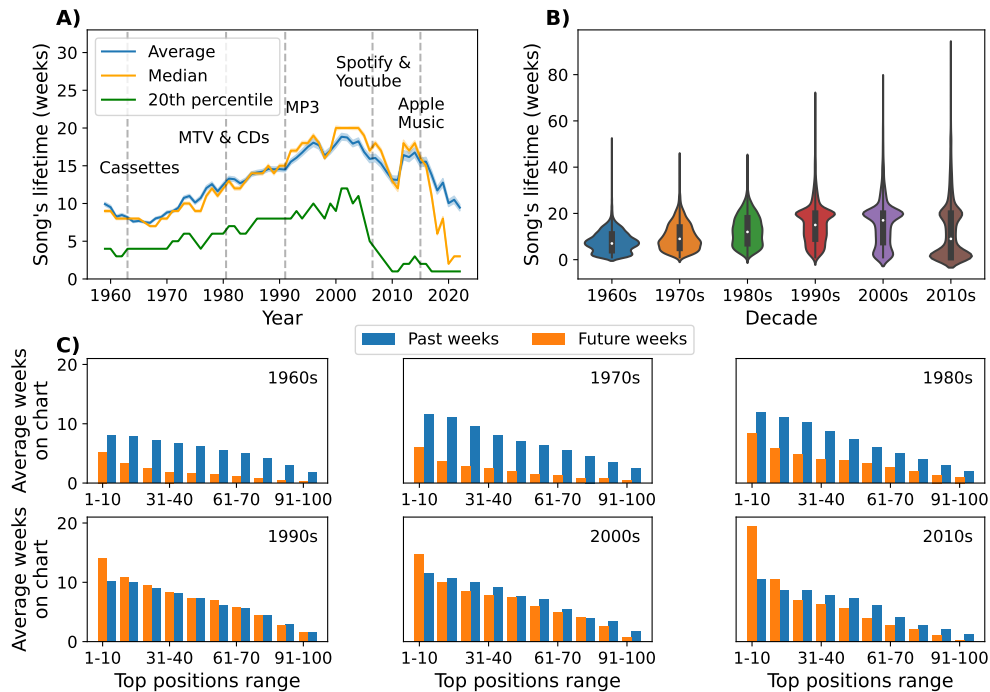 A)
Song's lifetime (weeks)
30
25
20
15
10
5
0
Average
Median
20th percentile
Cassettes
MTV & CDs
MP3
Spotify &
Youtube
Apple
Music
1960 1970 1980 1990 2000 2010 2020
Year
B)
Song's lifetime (weeks)
80
60
40
20
0
1960s 1970s 1980s 1990s 2000s 2010s
Decade
C)
Past weeks Future weeks
Average weeks
on chart
20
10
0
1960s
1-10 31-40 61-70 91-100
1970s
1-10 31-40 61-70 91-100
1980s
1-10 31-40 61-70 91-100
Average weeks
on chart
20
10
0
1990s
1-10 31-40 61-70 91-100
Top positions range
2000s
1-10 31-40 61-70 91-100
Top positions range
2010s
1-10 31-40 61-70 91-100
Top positions range